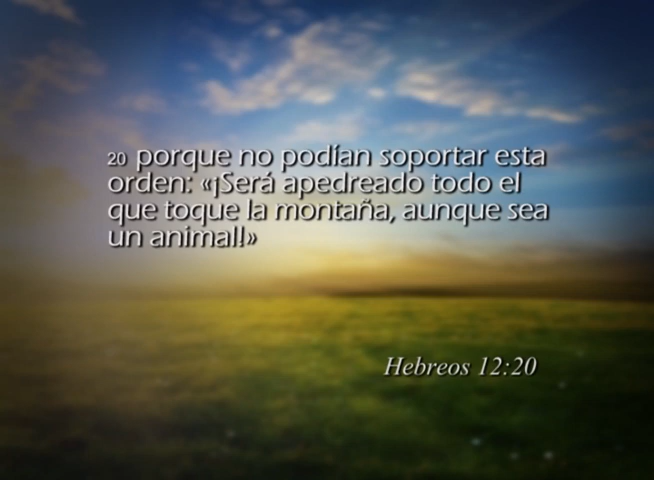 20 porque no podían soportar esta
orden: «¡Será apedreado todo el
que toque la montaña, aunque sea
un animal!»
Hebreos 12:20